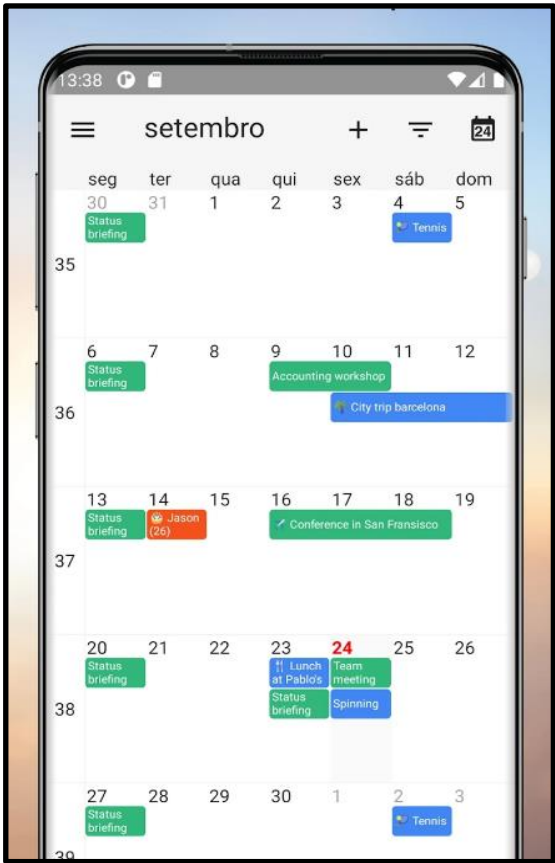 13:38
setembro
24
seg ter qua qui sex sáb dom
30 31 1 2 3 4 5
Status
briefing
Tennis
35
6 7 8 9 10 11 12
Status
briefing
Accounting workshop
City trip barcelona
36
13 14 15 16 17 18 19
Status
briefing
Jason
(26)
Conference in San Fransisco
37
20 21 22 23 24 25 26
Status
briefing
Lunch
at Pablo's
Team
meeting
Status
briefing
Spinning
38
27 28 29 30 1 2 3
Status
briefing
Tennis
39